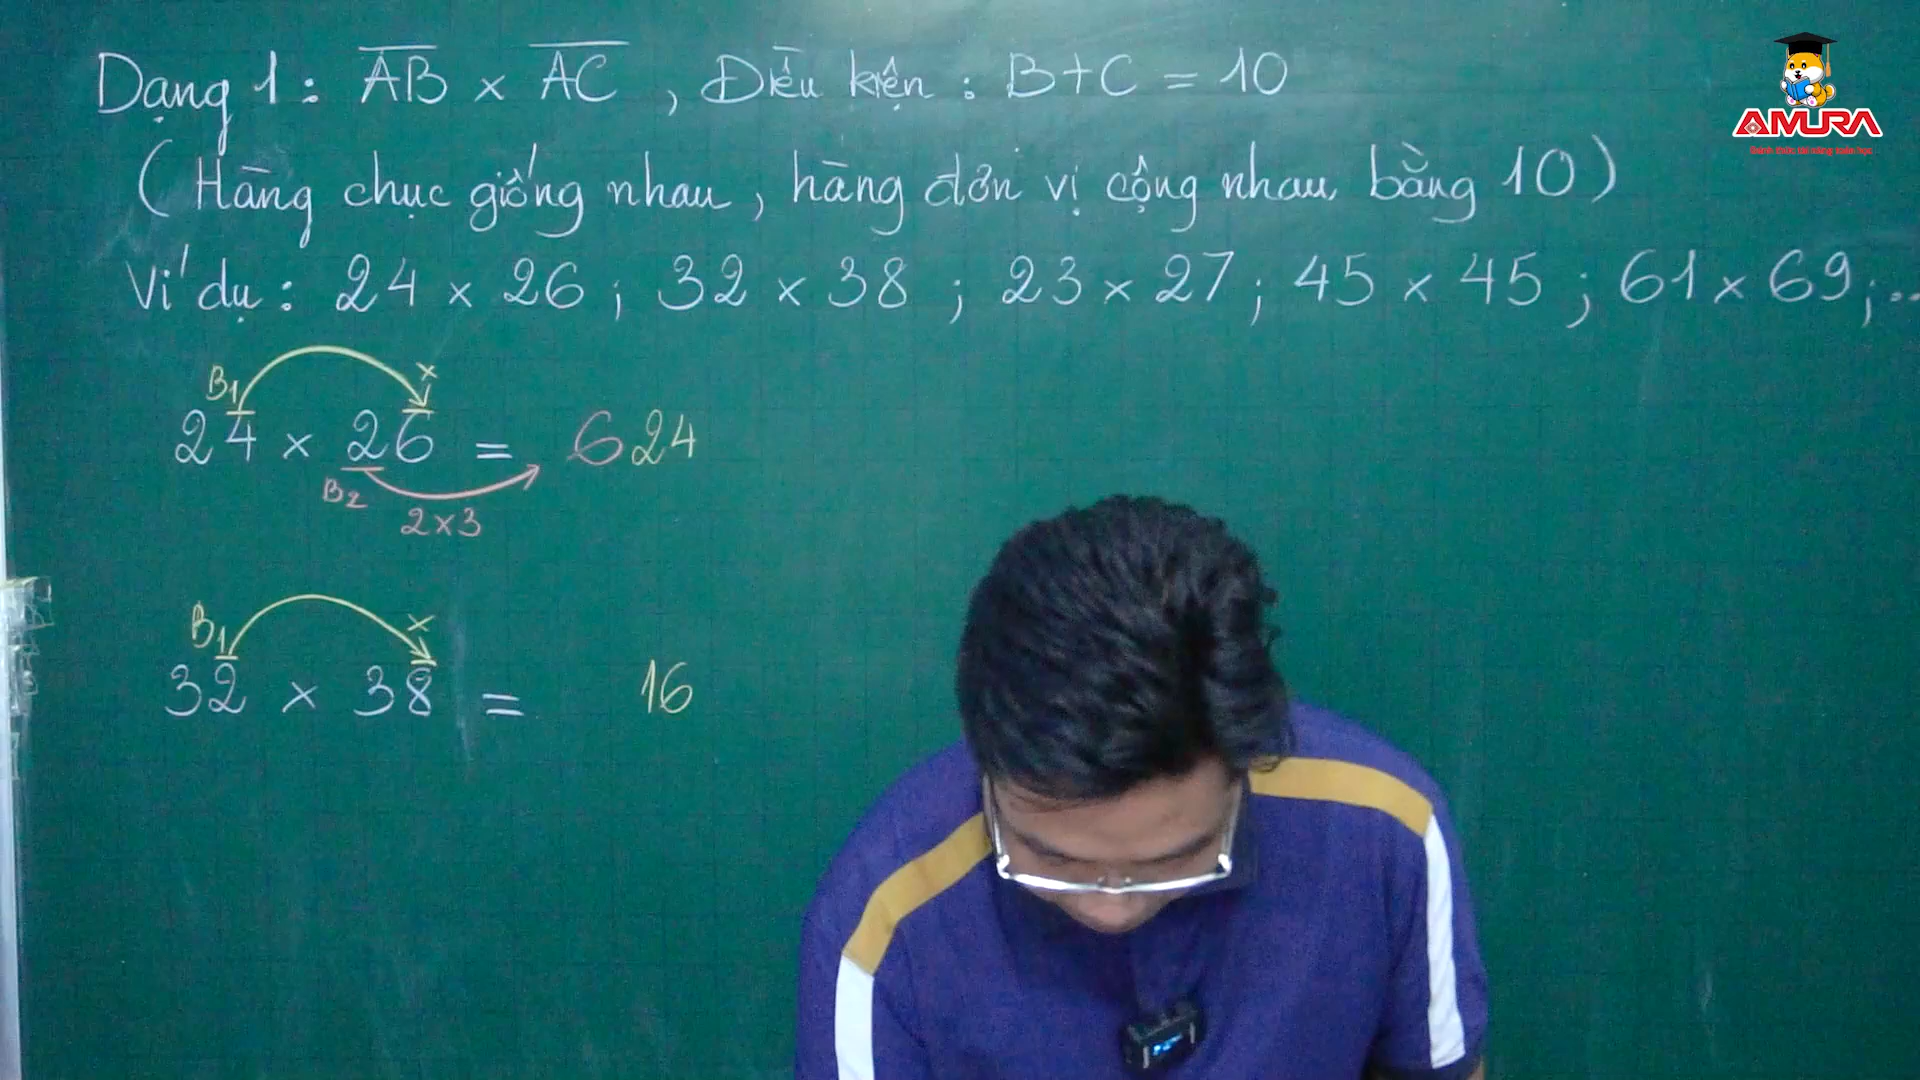 Dạng 1: AB x AC, Điều kiện: B+C = 10
(Hàng chục giống nhau, hàng đơn vị cộng nhau bằng 10)
Ví dụ: 24 x 26; 32 x 38; 23 x 27; 45 x 45; 61 x 69;...
B1 x
24 x 26 = 624
B2
2x3
B1 x
32 x 38 = 16
AMURA